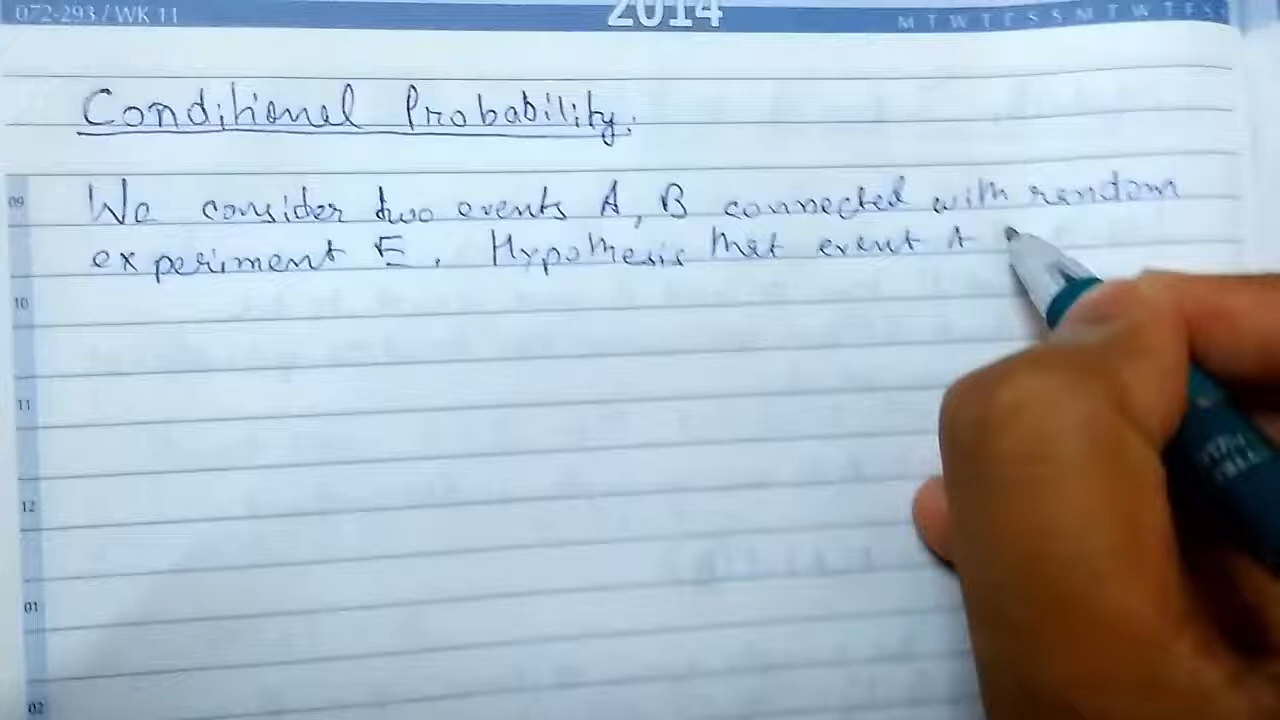 072-293 / WK 11
2014
M T W T F S S M T W T F S
Conditional Probability.
09
We consider two events A, B connected with random
experiment E. Hypothesis that event A
10
11
12
01
02